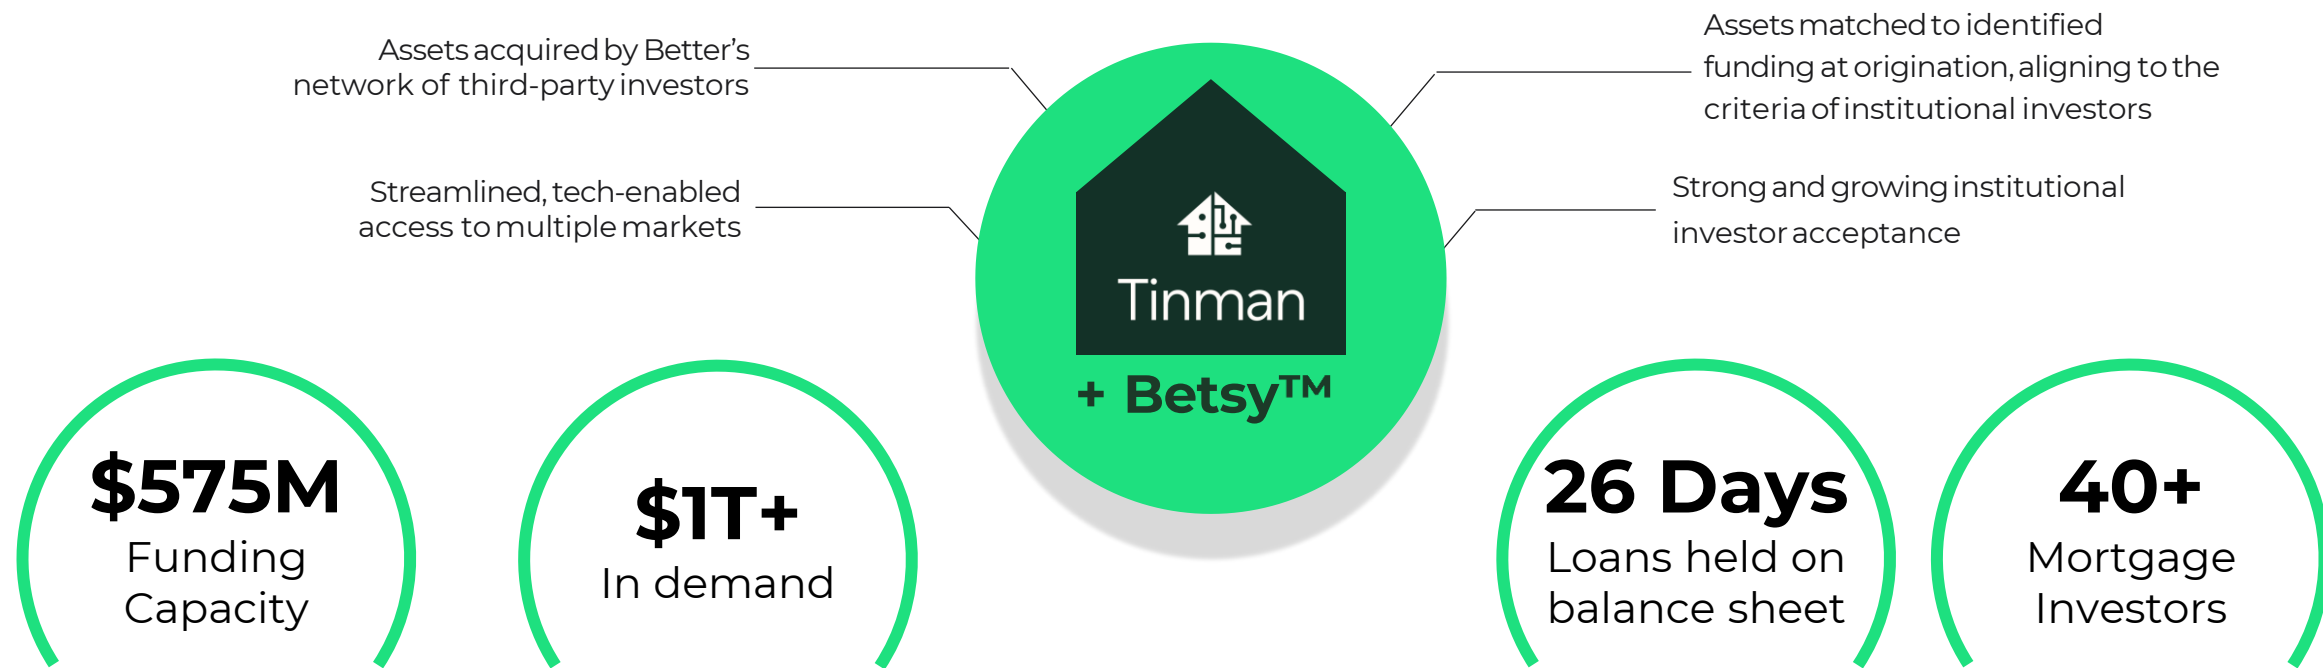 Assets acquired by Better’s
network of third-party investors
Streamlined, tech-enabled
access to multiple markets
Tinman
+ Betsy™
Assets matched to identified
funding at origination, aligning to the
criteria of institutional investors
Strong and growing institutional
investor acceptance
$575M
Funding
Capacity
$1T+
In demand
26 Days
Loans held on
balance sheet
40+
Mortgage
Investors